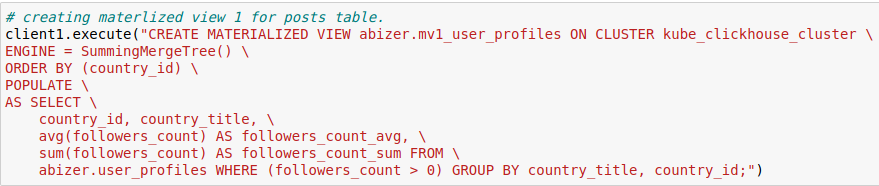 # creating materlized view 1 for posts table.
client1.execute("CREATE MATERIALIZED VIEW abizer.mv1_user_profiles ON CLUSTER kube_clickhouse_cluster \
ENGINE = SummingMergeTree() \
ORDER BY (country_id) \
POPULATE \
AS SELECT \
    country_id, country_title, \
    avg(followers_count) AS followers_count_avg, \
    sum(followers_count) AS followers_count_sum FROM \
    abizer.user_profiles WHERE (followers_count > 0) GROUP BY country_title, country_id;")